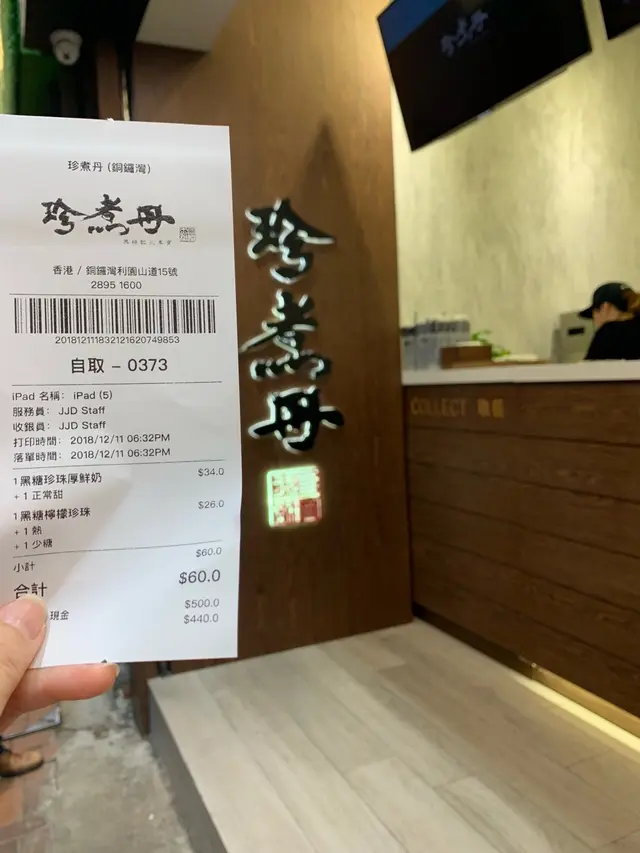 珍煮丹 (銅鑼灣)
珍煮丹
香港 / 銅鑼灣利園山道15號
2895 1600
2018121118321216207​49853
自取 – 0373
iPad 名稱: iPad (5)
服務員: JJD Staff
收銀員: JJD Staff
打印時間: 2018/12/11 06:32PM
落單時間: 2018/12/11 06:32PM
1 黑糖珍珠厚鮮奶 $34.0
+ 1 正常甜
1 黑糖檸檬珍珠 $26.0
+ 1 熱
+ 1 少糖
小計 $60.0
合計 $60.0
現金 $500.0
$440.0
珍煮丹
珍煮丹
COLLECT